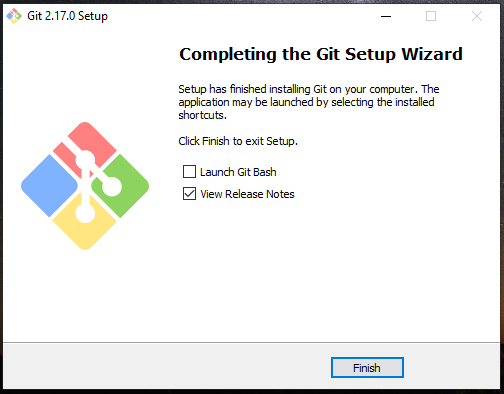 Git 2.17.0 Setup
Completing the Git Setup Wizard
Setup has finished installing Git on your computer. The
application may be launched by selecting the installed
shortcuts.
Click Finish to exit Setup.
Launch Git Bash
View Release Notes
Finish